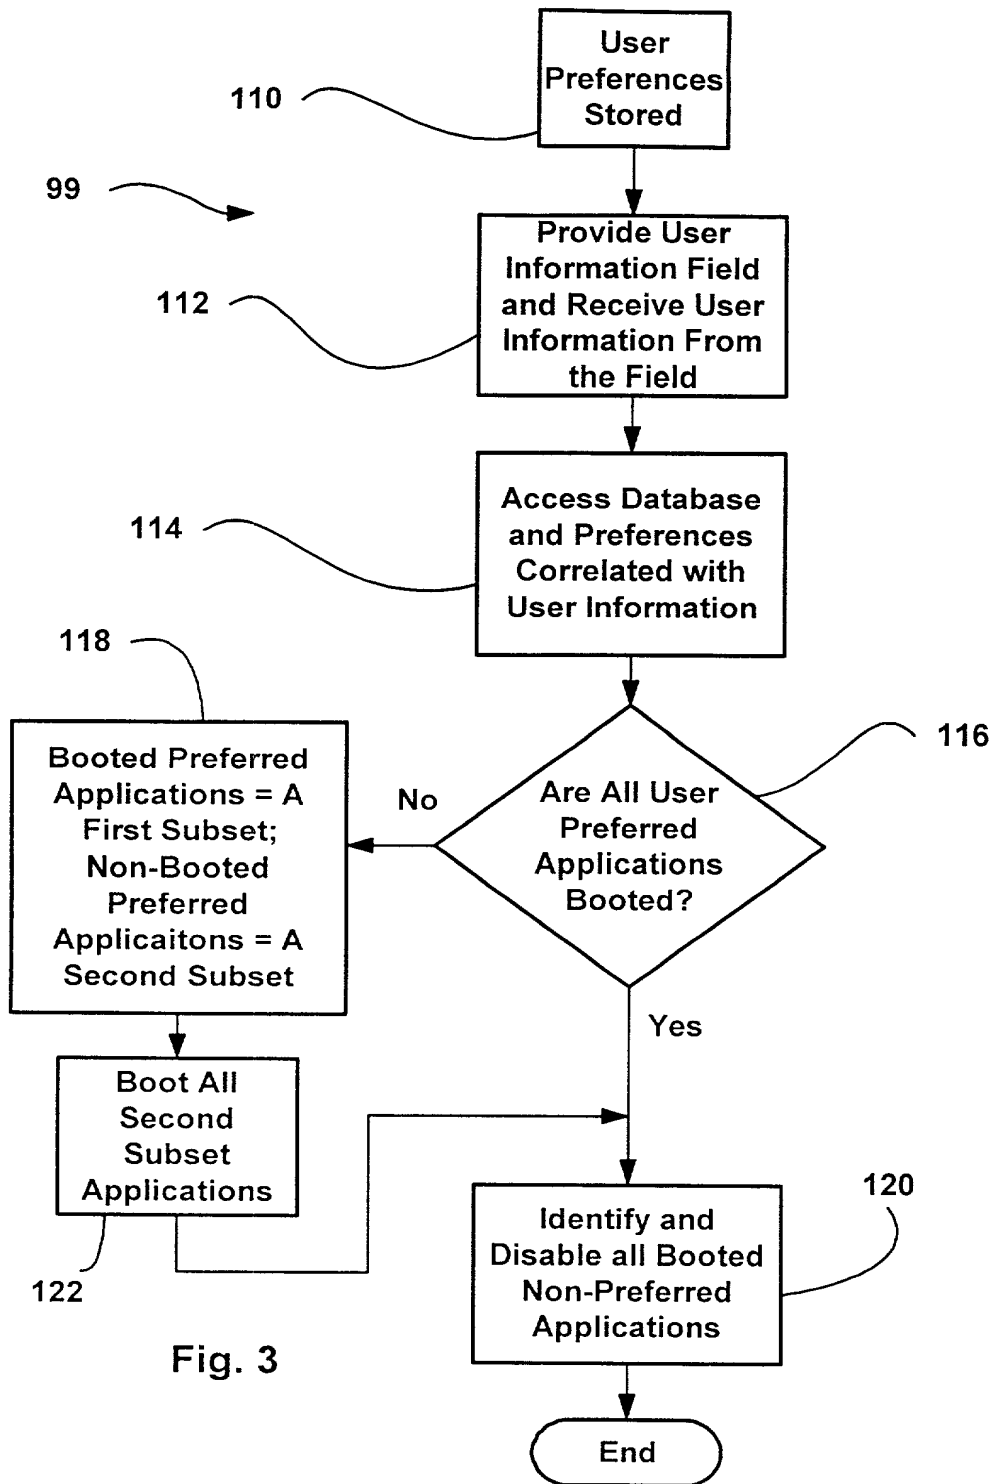 User
Preferences
Stored
110
99
Provide User
Information Field
and Receive User
Information From
the Field
112
Access Database
and Preferences
Correlated with
User Information
114
118
116
Booted Preferred
Applications = A
First Subset;
Non-Booted
Preferred
Applicaitons = A
Second Subset
No
Are All User
Preferred
Applications
Booted?
Yes
Boot All
Second
Subset
Applications
122
120
Identify and
Disable all Booted
Non-Preferred
Applications
Fig. 3
End